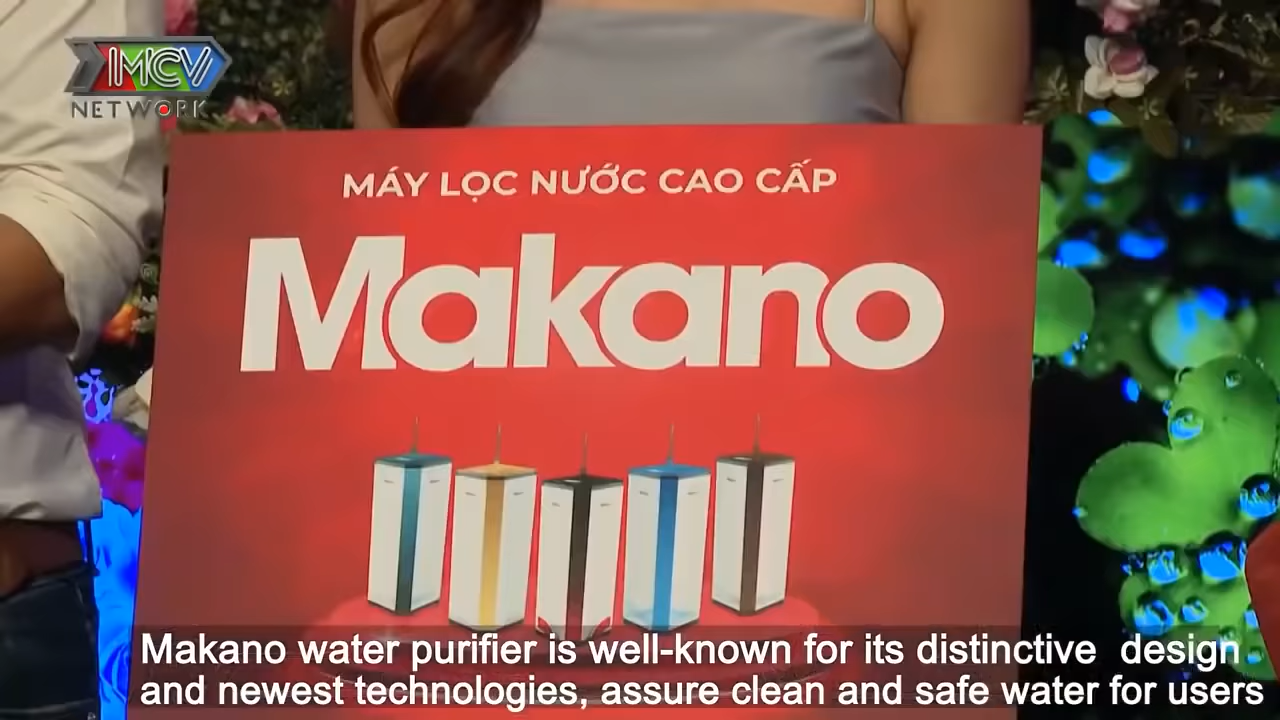 MCV
NETWORK
MÁY LỌC NƯỚC CAO CẤP
Makano
Makano water purifier is well-known for its distinctive  design
and newest technologies, assure clean and safe water for users